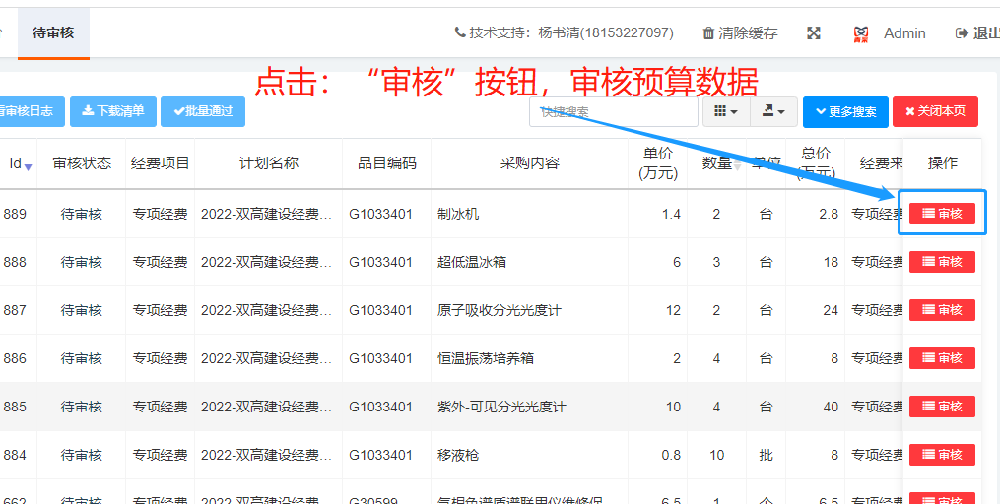 待审核
技术支持：杨书清(18153227097)
清除缓存
Admin
退出
点击：“审核”按钮，审核预算数据
审核日志
下载清单
批量通过
快捷搜索
更多搜索
关闭本页
Id 审核状态 经费项目 计划名称 品目编码 采购内容 单价(万元) 数量 单位 总价(万元) 经费来 操作
889 待审核 专项经费 2022-双高建设经费... G1033401 制冰机 1.4 2 台 2.8 专项经费 审核
888 待审核 专项经费 2022-双高建设经费... G1033401 超低温冰箱 6 3 台 18 专项经费 审核
887 待审核 专项经费 2022-双高建设经费... G1033401 原子吸收分光光度计 12 2 台 24 专项经费 审核
886 待审核 专项经费 2022-双高建设经费... G1033401 恒温振荡培养箱 2 4 台 8 专项经费 审核
885 待审核 专项经费 2022-双高建设经费... G1033401 紫外-可见分光光度计 10 4 台 40 专项经费 审核
884 待审核 专项经费 2022-双高建设经费... G1033401 移液枪 0.8 10 批 8 专项经费 审核
662 待审核 专项经费 2022-双高建设经费... G30599 气相色谱质谱联用仪维修保 6.5 1 个 6.5 专项经费 审核